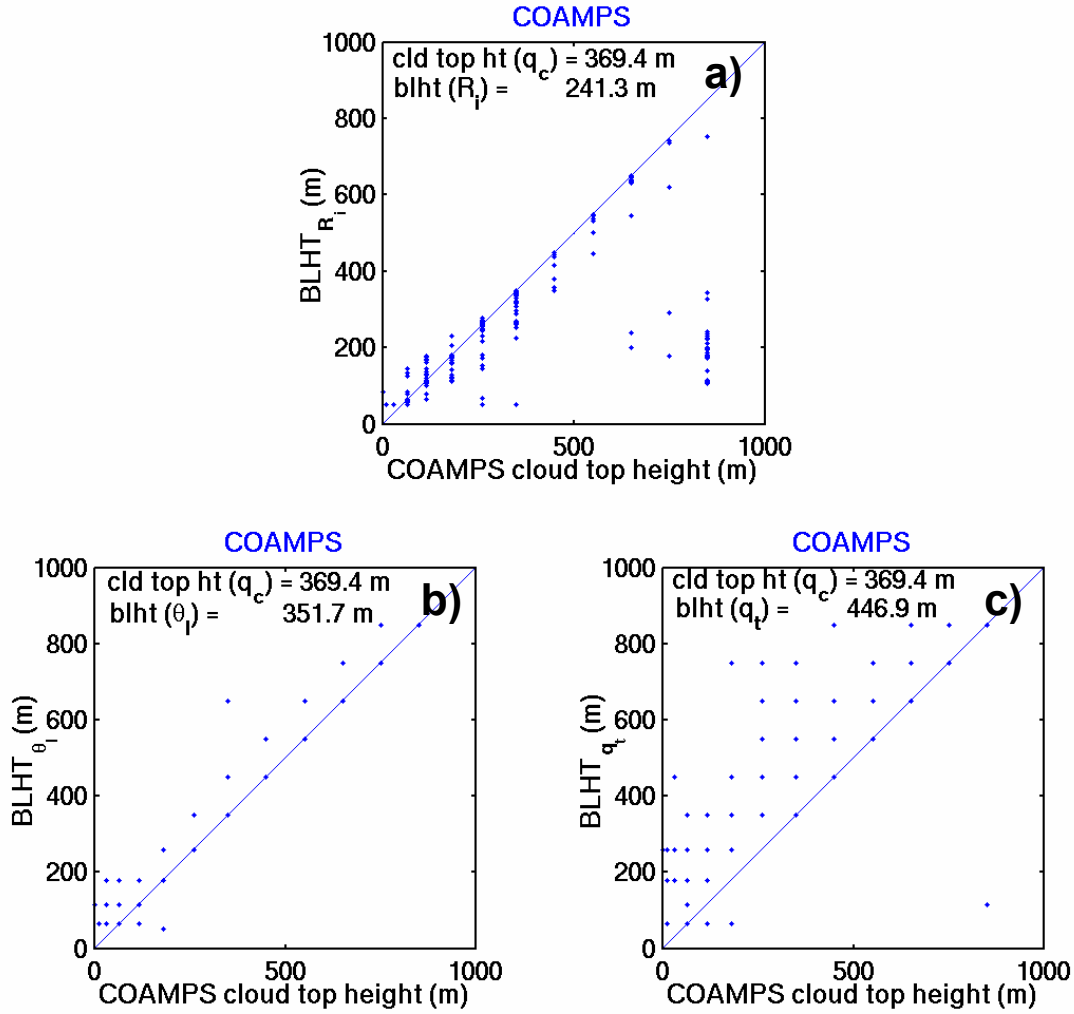 COAMPS
1000
cld top ht (q_c) = 369.4 m
a)
blht (R_i) = 241.3 m
800
600
BLHT_R_i (m)
400
200
0
0 500 1000
COAMPS cloud top height (m)
COAMPS
1000
cld top ht (q_c) = 369.4 m
b)
blht (θ_l) = 351.7 m
800
600
BLHT_θ_l (m)
400
200
0
0 500 1000
COAMPS cloud top height (m)
COAMPS
1000
cld top ht (q_c) = 369.4 m
c)
blht (q_t) = 446.9 m
800
600
BLHT_q_t (m)
400
200
0
0 500 1000
COAMPS cloud top height (m)